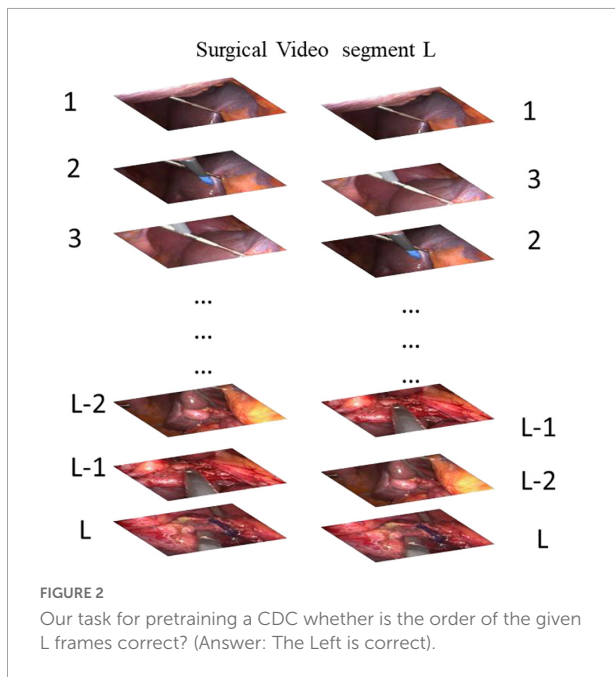 Surgical Video segment L
1
1
2
3
3
2
...
...
...
...
...
...
L-2
L-1
L-1
L-2
L
L
FIGURE 2
Our task for pretraining a CDC whether is the order of the given
L frames correct? (Answer: The Left is correct).